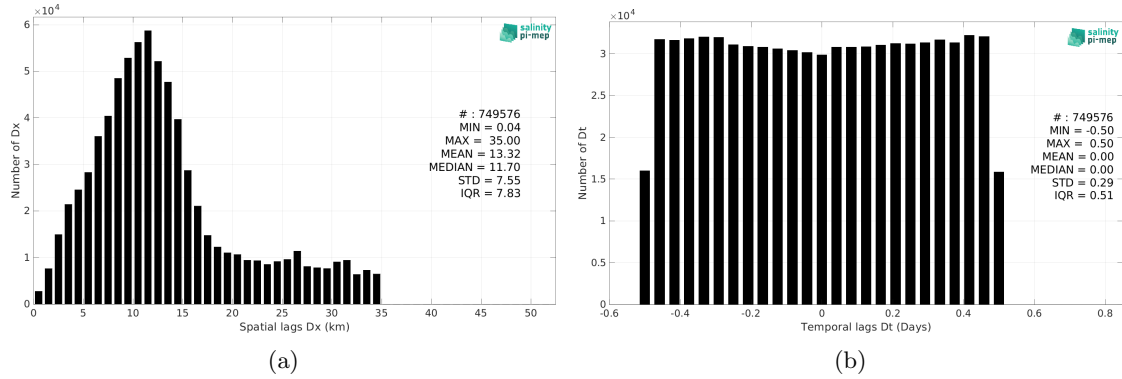 ×10⁴
6
5
4
3
2
1
0
Number of Dx
0 5 10 15 20 25 30 35 40 45 50
Spatial lags Dx (km)
salinity
pi-mep
# : 749576
MIN = 0.04
MAX = 35.00
MEAN = 13.32
MEDIAN = 11.70
STD = 7.55
IQR = 7.83
(a)
×10⁴
3
2.5
2
1.5
1
0.5
0
Number of Dt
-0.6 -0.4 -0.2 0 0.2 0.4 0.6 0.8
Temporal lags Dt (Days)
salinity
pi-mep
# : 749576
MIN = -0.50
MAX = 0.50
MEAN = 0.00
MEDIAN = 0.00
STD = 0.29
IQR = 0.51
(b)